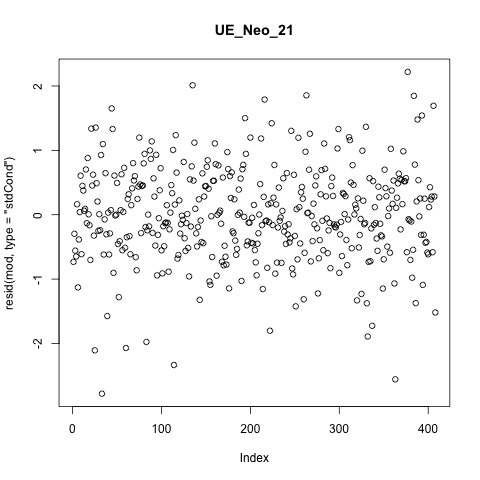 UE_Neo_21
resid(mod, type = "stdCond")
2
1
0
-1
-2
0 100 200 300 400
Index